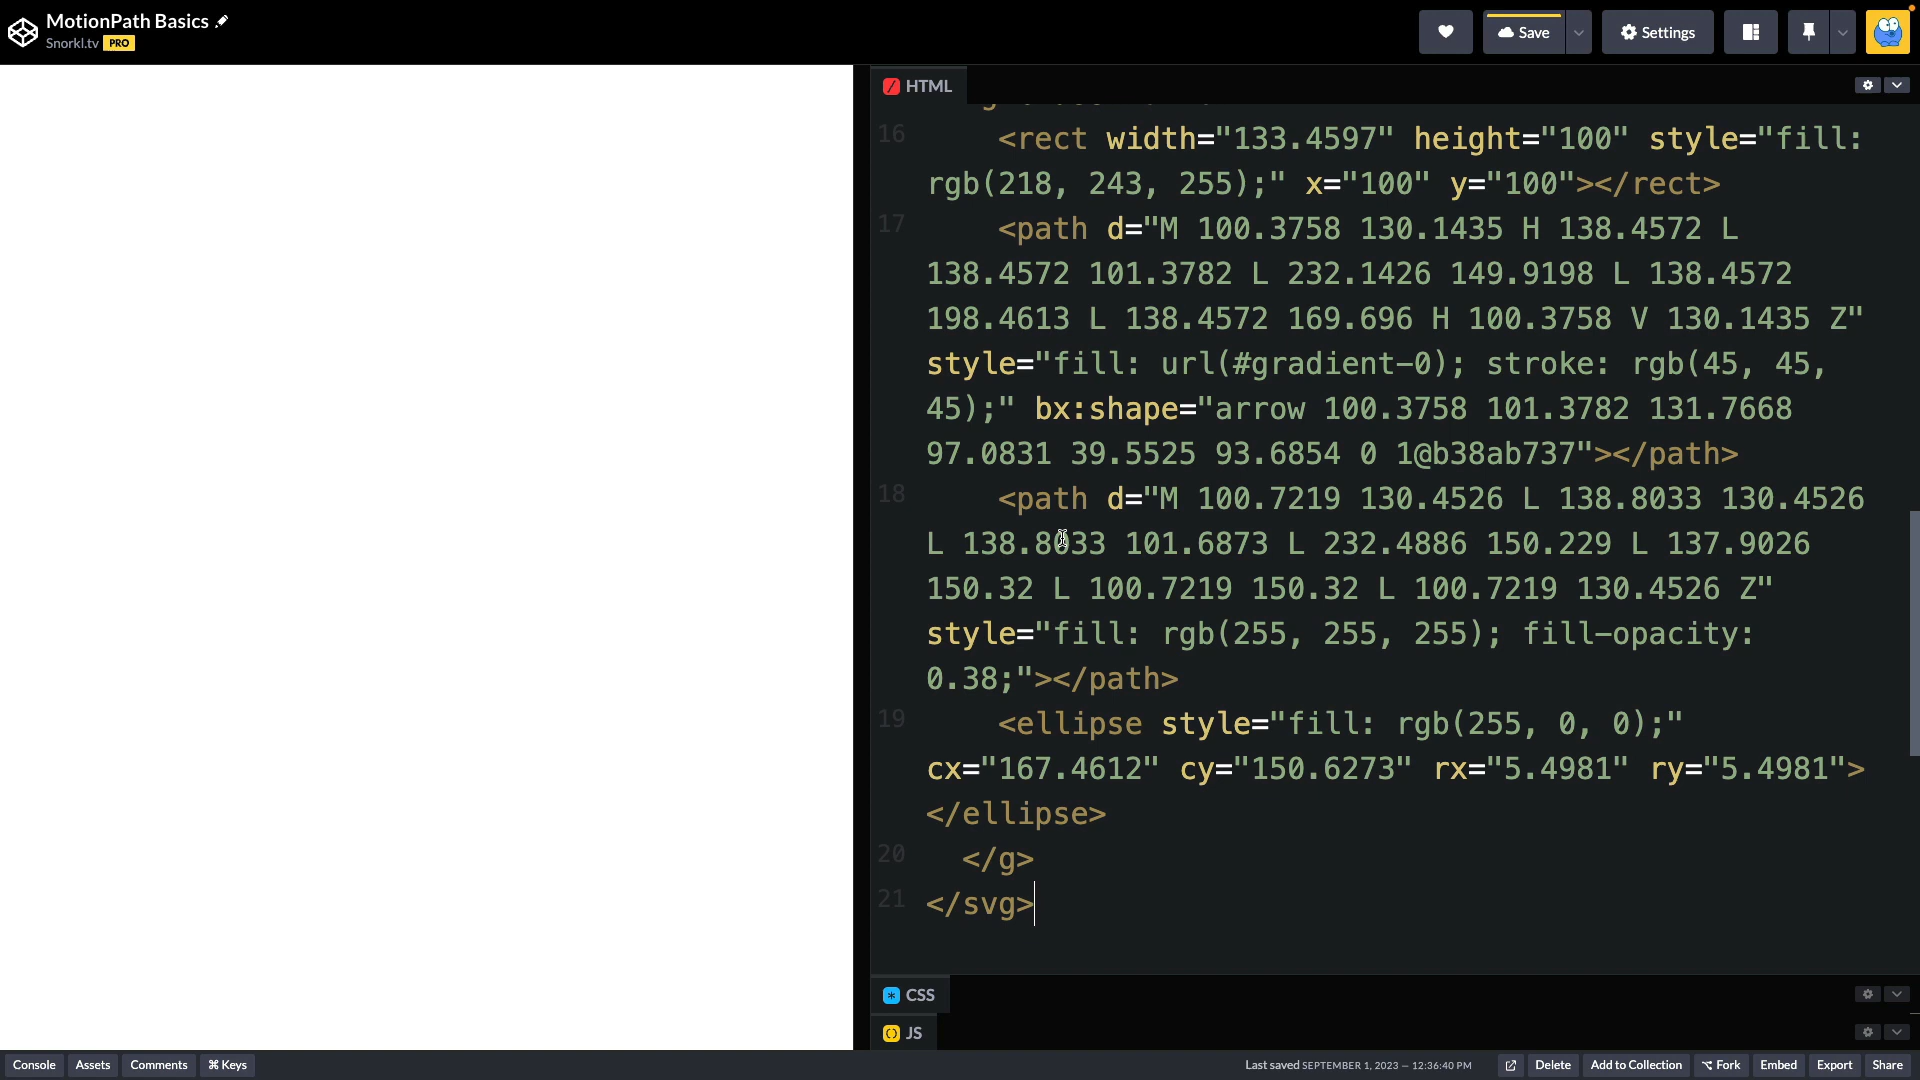 MotionPath Basics
Snorkl.tv PRO
Save
Settings
HTML
16 <rect width="133.4597" height="100" style="fill:
rgb(218, 243, 255);" x="100" y="100"></rect>
17 <path d="M 100.3758 130.1435 H 138.4572 L
138.4572 101.3782 L 232.1426 149.9198 L 138.4572
198.4613 L 138.4572 169.696 H 100.3758 V 130.1435 Z"
style="fill: url(#gradient-0); stroke: rgb(45, 45,
45);" bx:shape="arrow 100.3758 101.3782 131.7668
97.0831 39.5525 93.6854 0 1@b38ab737"></path>
18 <path d="M 100.7219 130.4526 L 138.8033 130.4526
L 138.8033 101.6873 L 232.4886 150.229 L 137.9026
150.32 L 100.7219 150.32 L 100.7219 130.4526 Z"
style="fill: rgb(255, 255, 255); fill-opacity:
0.38;"></path>
19 <ellipse style="fill: rgb(255, 0, 0);"
cx="167.4612" cy="150.6273" rx="5.4981" ry="5.4981">
</ellipse>
20 </g>
21 </svg>
CSS
JS
Console Assets Comments ⌘ Keys Last saved SEPTEMBER 1, 2023 — 12:36:40 PM Delete Add to Collection Fork Embed Export Share